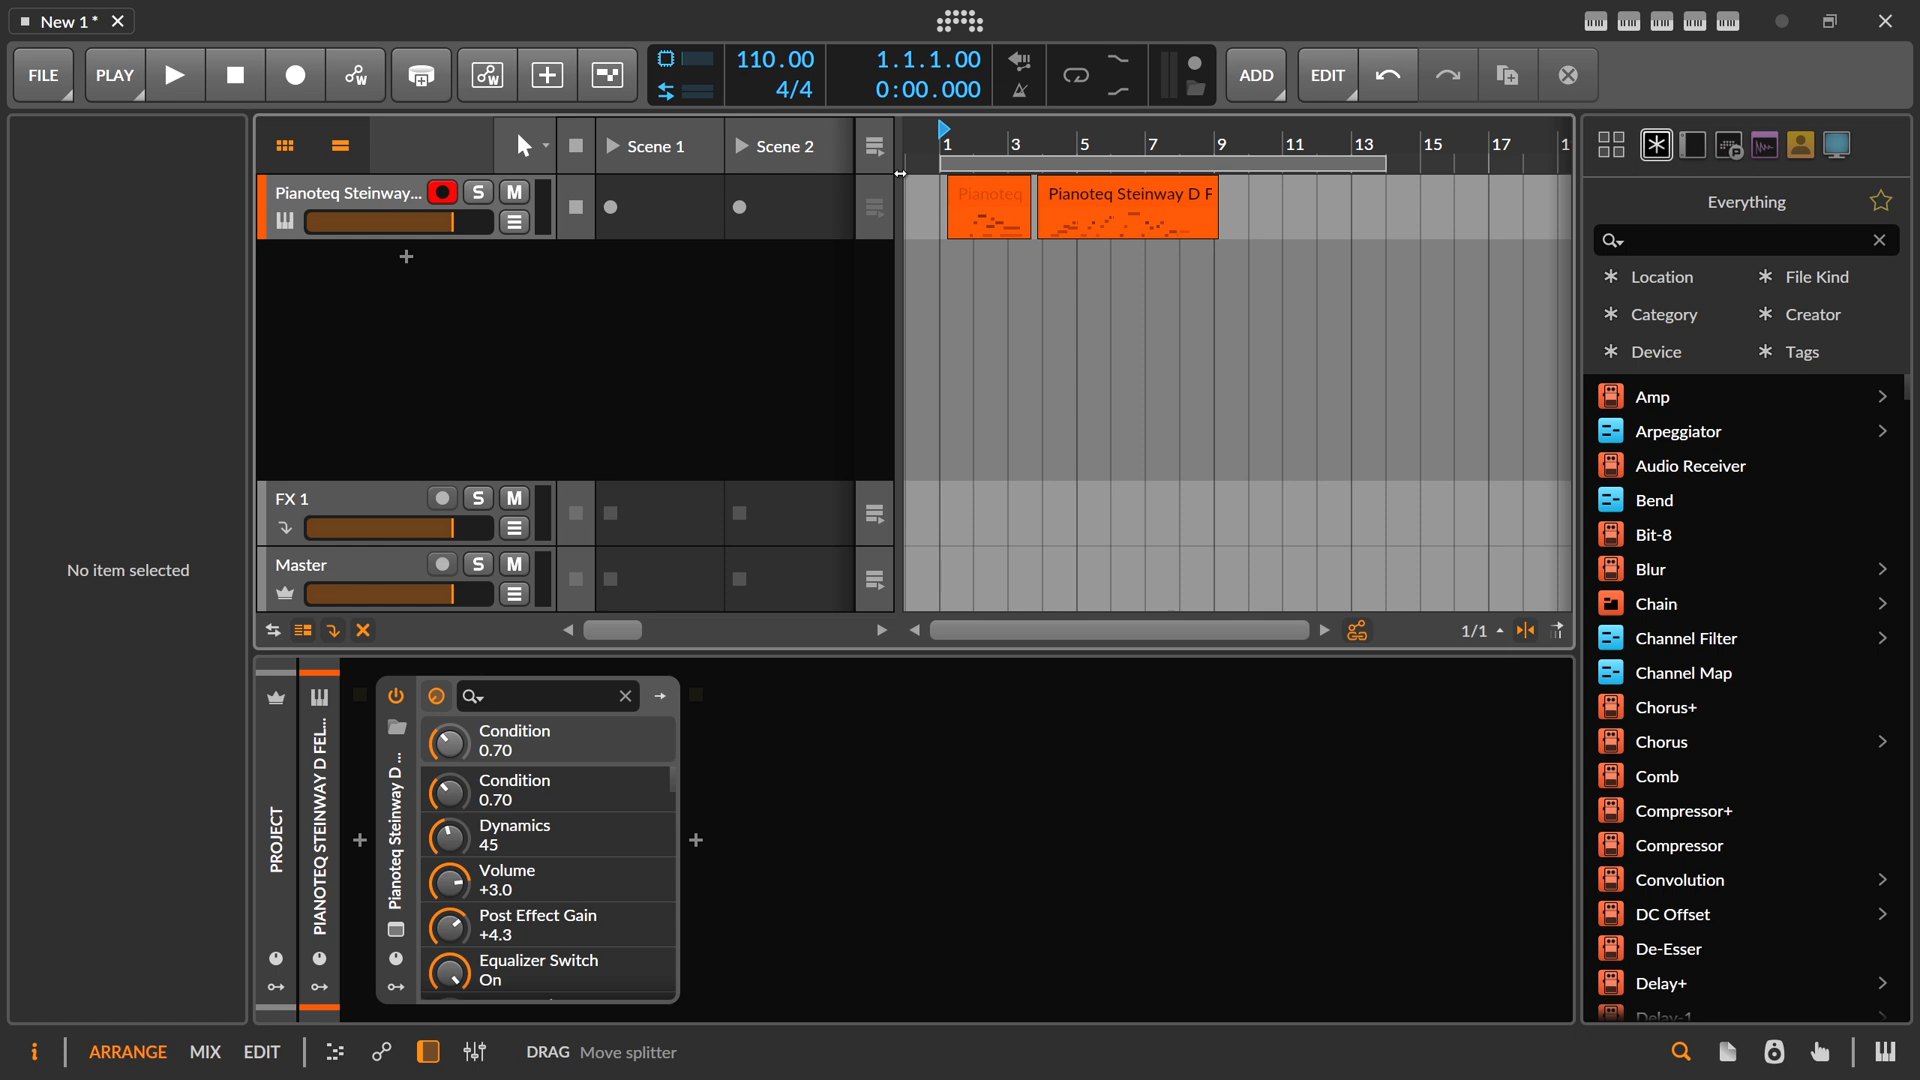 New 1*
FILE
PLAY
110.00
4/4
1.1.1.00
0:00.000
ADD
EDIT
Scene 1
Scene 2
1
3
5
7
9
11
13
15
17
1
Pianoteq Steinway...
S
M
Pianoteq
Pianoteq Steinway D F
Everything
Location
File Kind
Category
Creator
Device
Tags
FX 1
S
M
Master
S
M
No item selected
1/1
Amp
Arpeggiator
Audio Receiver
Bend
Bit-8
Blur
Chain
Channel Filter
Channel Map
Chorus+
Chorus
Comb
Compressor+
Compressor
Convolution
DC Offset
De-Esser
Delay+
Delay-1
PROJECT
PIANOTEQ STEINWAY D FEL...
Pianoteq Steinway D ...
Condition
0.70
Condition
0.70
Dynamics
45
Volume
+3.0
Post Effect Gain
+4.3
Equalizer Switch
On
i
ARRANGE
MIX
EDIT
DRAG Move splitter